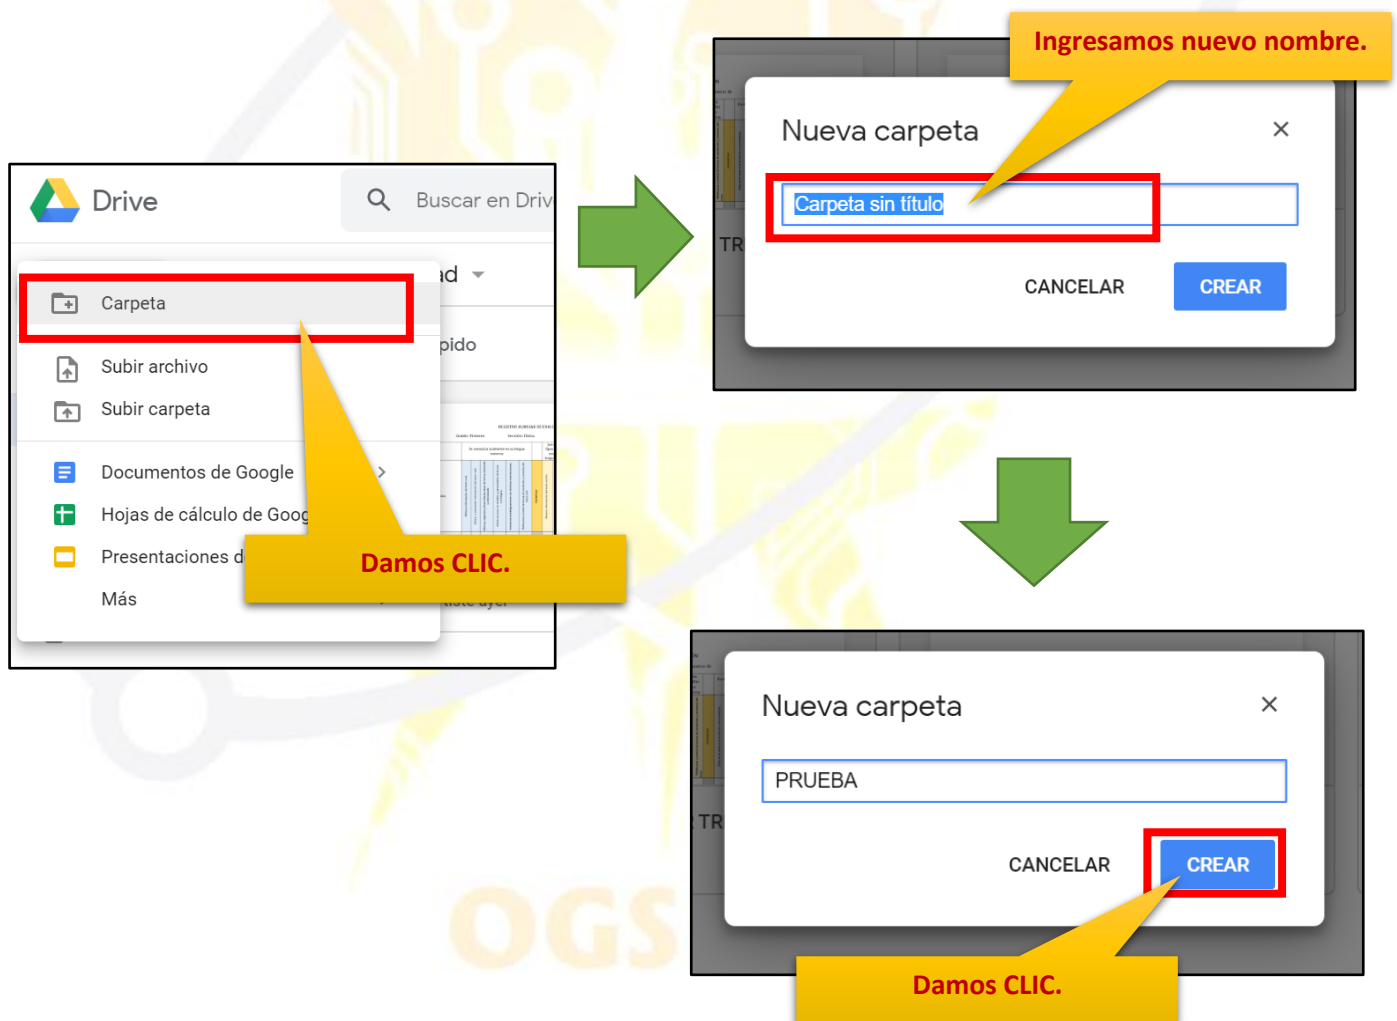 Ingresamos nuevo nombre.
Nueva carpeta
Carpeta sin título
TR
CANCELAR
CREAR
Drive
Buscar en Driv
ad
Carpeta
pido
Subir archivo
Subir carpeta
Documentos de Google
Hojas de cálculo de Goog
Presentaciones d
Más
Damos CLIC.
Nueva carpeta
PRUEBA
TR
CANCELAR
CREAR
Damos CLIC.
OGS